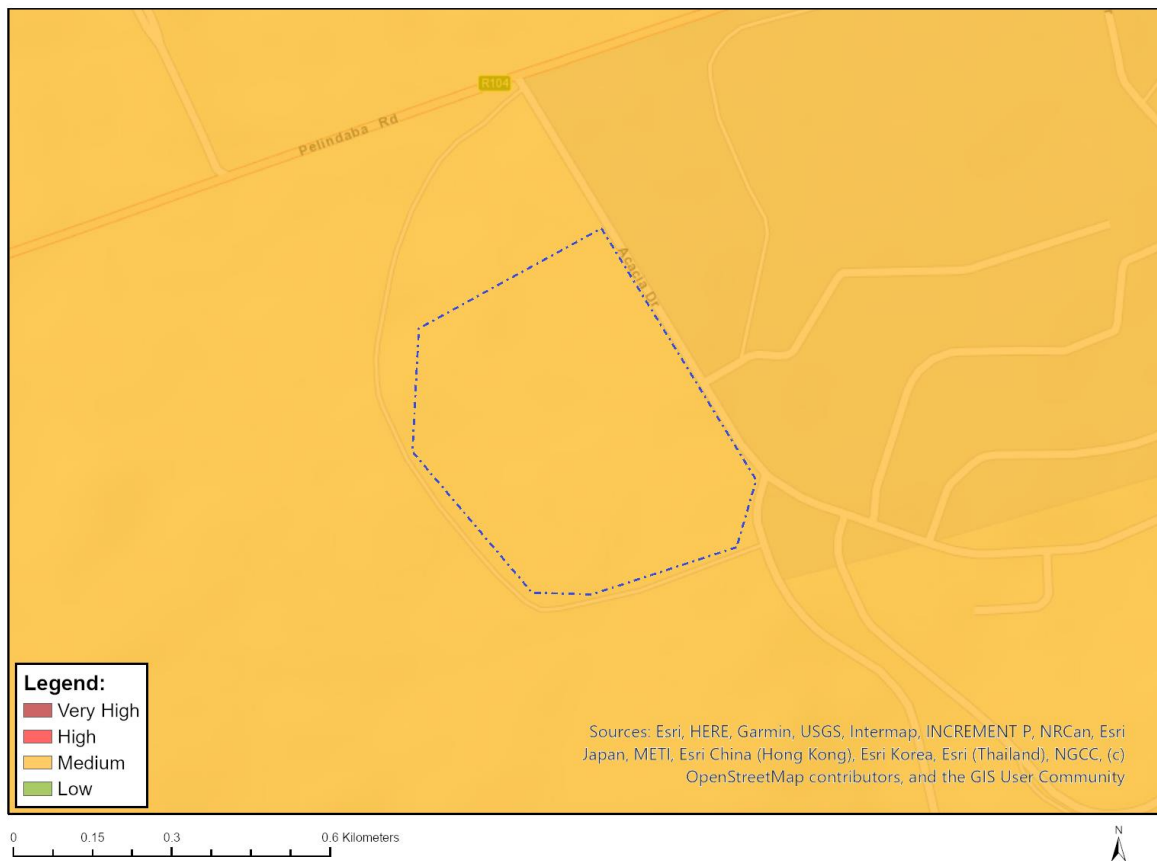 R104
Pelindaba Rd
Acacia Dr
Legend:
Very High
High
Medium
Low
Sources: Esri, HERE, Garmin, USGS, Intermap, INCREMENT P, NRCan, Esri
Japan, METI, Esri China (Hong Kong), Esri Korea, Esri (Thailand), NGCC, (c)
OpenStreetMap contributors, and the GIS User Community
0 0.15 0.3 0.6 Kilometers
N